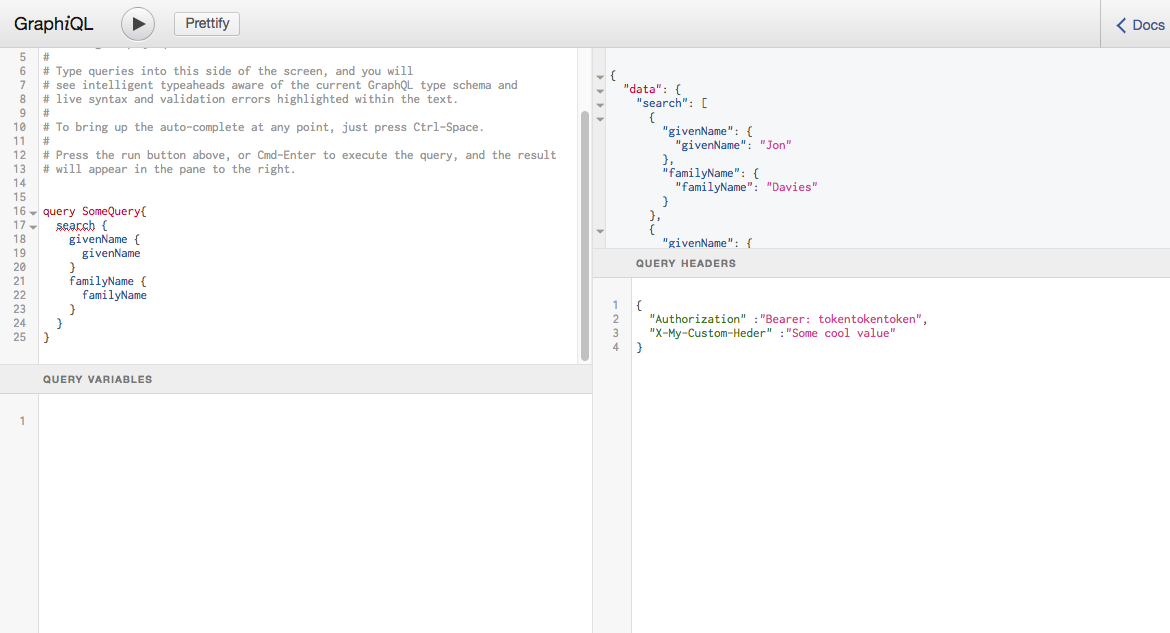 GraphiQL
Prettify
Docs
5 #
6 # Type queries into this side of the screen, and you will
7 # see intelligent typeaheads aware of the current GraphQL type schema and
8 # live syntax and validation errors highlighted within the text.
9 #
10 # To bring up the auto-complete at any point, just press Ctrl-Space.
11 #
12 # Press the run button above, or Cmd-Enter to execute the query, and the result
13 # will appear in the pane to the right.
14
15
16 query SomeQuery{
17 search {
18 givenName {
19 givenName
20 }
21 familyName {
22 familyName
23 }
24 }
25 }
QUERY VARIABLES
1
{
"data": {
"search": [
{
"givenName": {
"givenName": "Jon"
},
"familyName": {
"familyName": "Davies"
}
},
{
"givenName": {
QUERY HEADERS
1 {
2 "Authorization" :"Bearer: tokentokentoken",
3 "X-My-Custom-Heder" :"Some cool value"
4 }